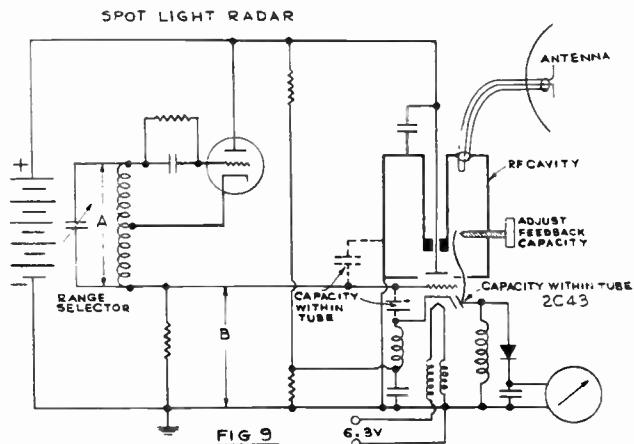 SPOT LIGHT RADAR
ANTENNA
RF CAVITY
+
A
ADJUST
FEEDBACK
CAPACITY
-
RANGE
SELECTOR
CAPACITY
WITHIN
TUBE
CAPACITY WITHIN TUBE
2C43
B
FIG 9
6.3V